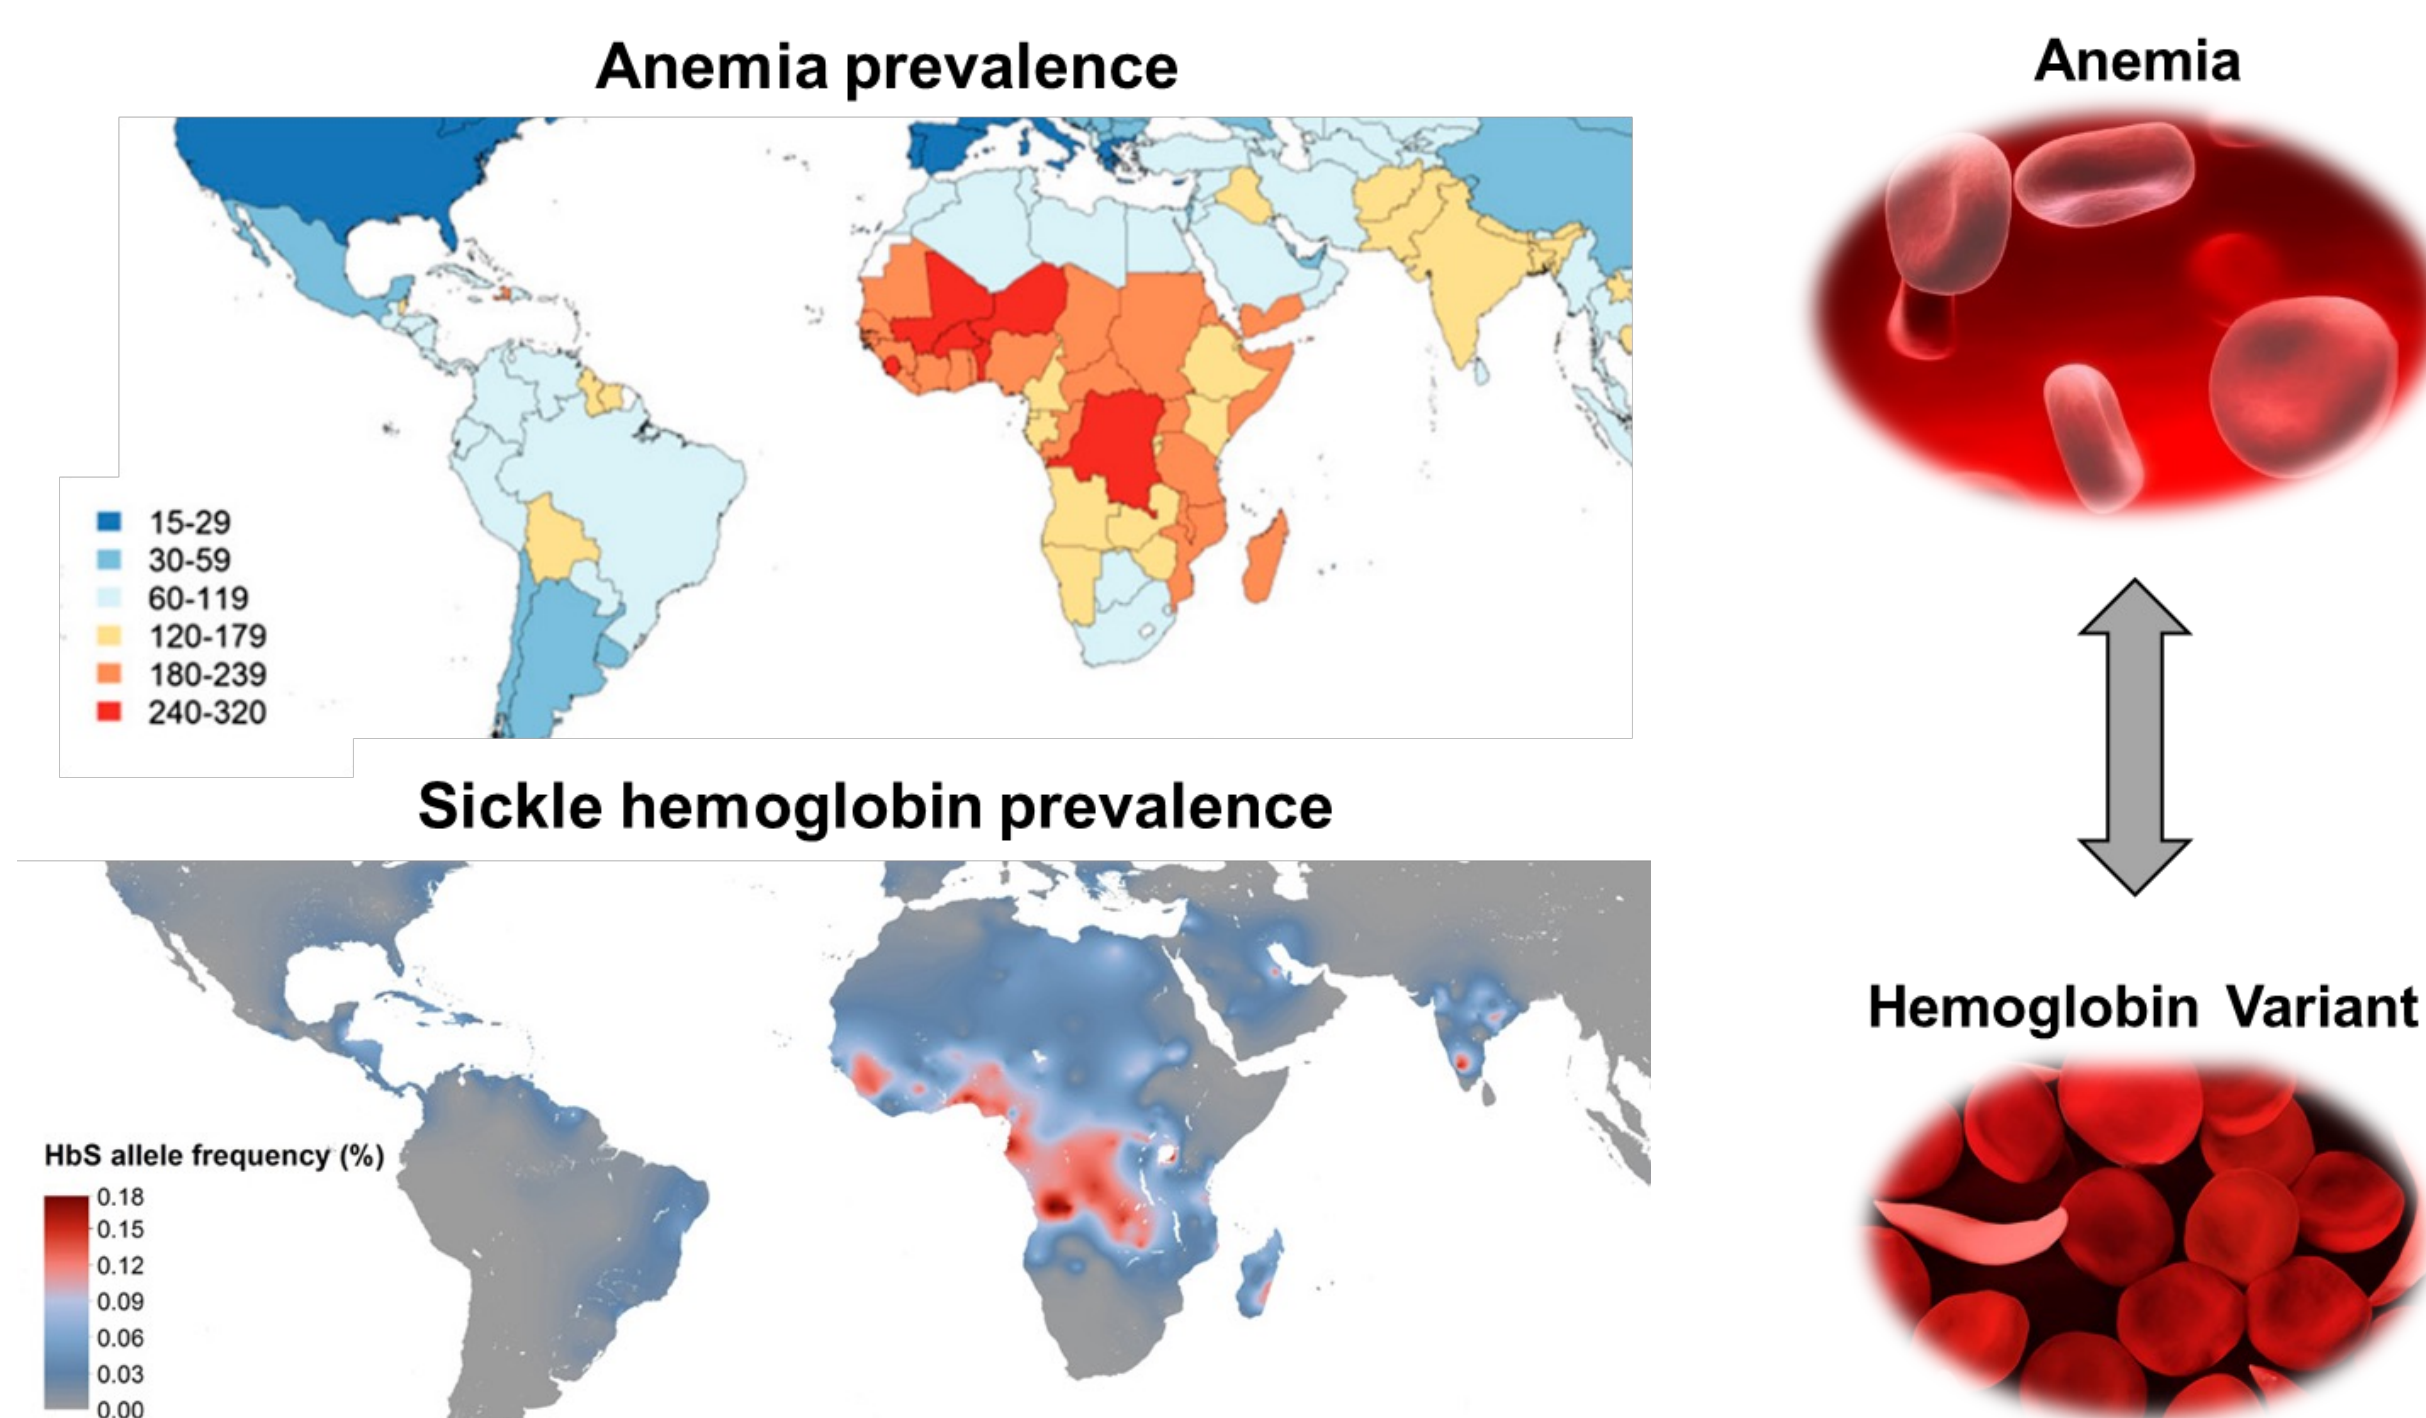 Anemia prevalence
15-29
30-59
60-119
120-179
180-239
240-320
Sickle hemoglobin prevalence
HbS allele frequency (%)
0.18
0.15
0.12
0.09
0.06
0.03
0.00
Anemia
Hemoglobin Variant